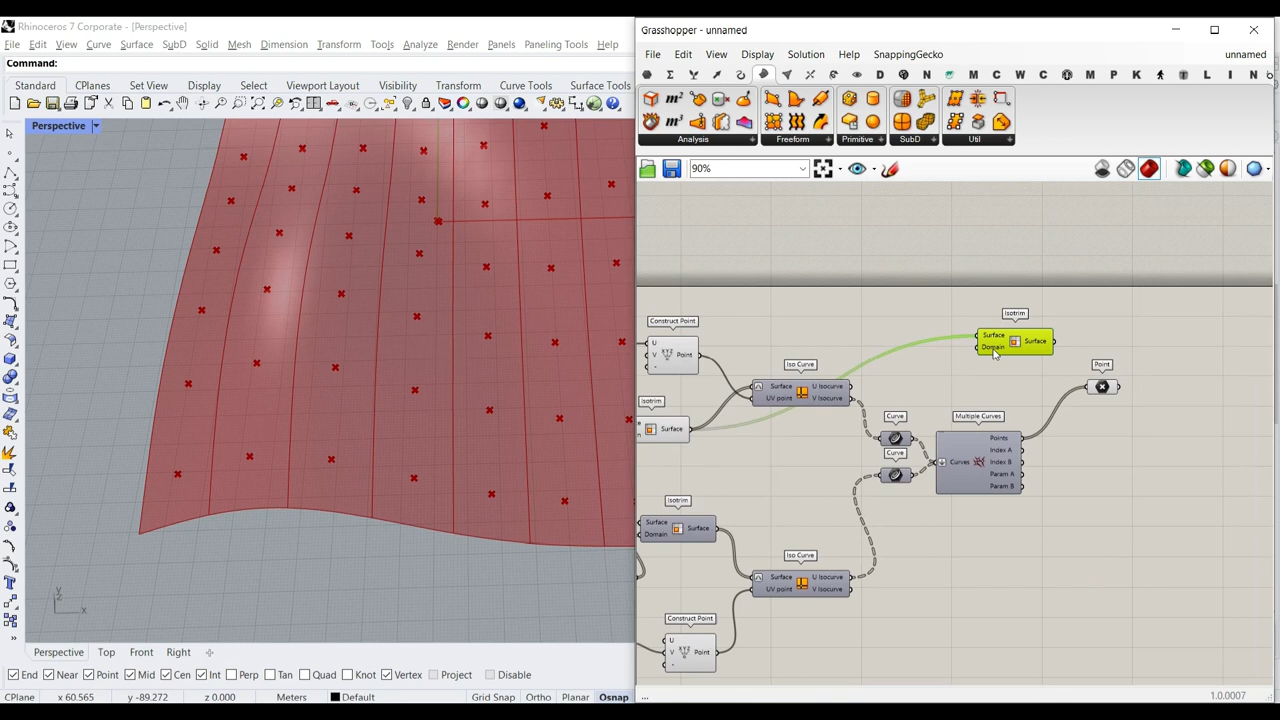 Rhinoceros 7 Corporate - [Perspective]
File Edit View Curve Surface SubD Solid Mesh Dimension Transform Tools Analyze Render Panels Paneling Tools Help
Command:
Standard CPlanes Set View Display Select Viewport Layout Visibility Transform Curve Tools Surface Tools
Perspective
y
z
x
Perspective Top Front Right
End Near Point Mid Cen Int Perp Tan Quad Knot Vertex Project Disable
CPlane x 60.565 y -89.272 z 0.000 Meters Default Grid Snap Ortho Planar Osnap
Grasshopper - unnamed
File Edit View Display Solution Help SnappingGecko unnamed
D N M C W C M P K L I N
Analysis Freeform Primitive SubD Util
90%
Isotrim
Surface
Domain
Surface
Construct Point
U
V
Point
Iso Curve
Surface
UV point
U Isocurve
V Isocurve
Point
Isotrim
Surface
Curve
Curve
Multiple Curves
Curves
Points
Index A
Index B
Param A
Param B
Isotrim
Surface
Domain
Surface
Iso Curve
Surface
UV point
U Isocurve
V Isocurve
Construct Point
U
V
Point
...
1.0.0007